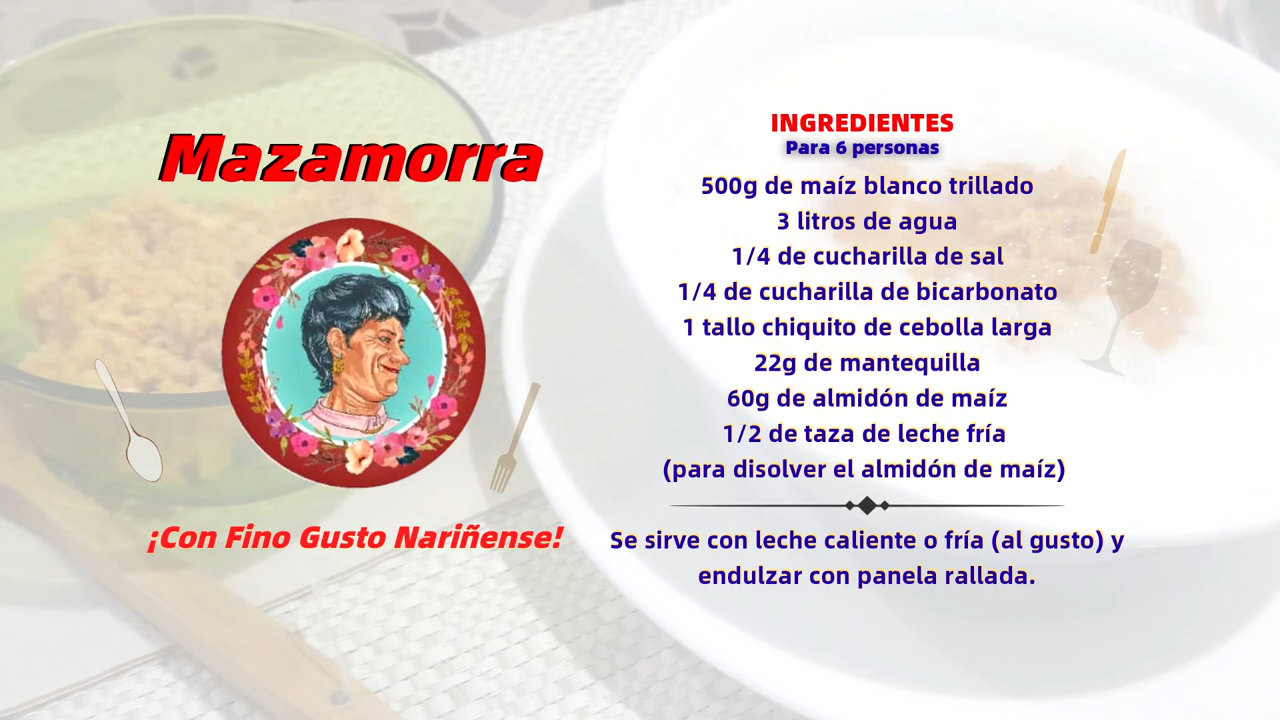 Mazamorra
¡Con Fino Gusto Nariñense!
INGREDIENTES
Para 6 personas
500g de maíz blanco trillado
3 litros de agua
1/4 de cucharilla de sal
1/4 de cucharilla de bicarbonato
1 tallo chiquito de cebolla larga
22g de mantequilla
60g de almidón de maíz
1/2 de taza de leche fría
(para disolver el almidón de maíz)
Se sirve con leche caliente o fría (al gusto) y
endulzar con panela rallada.